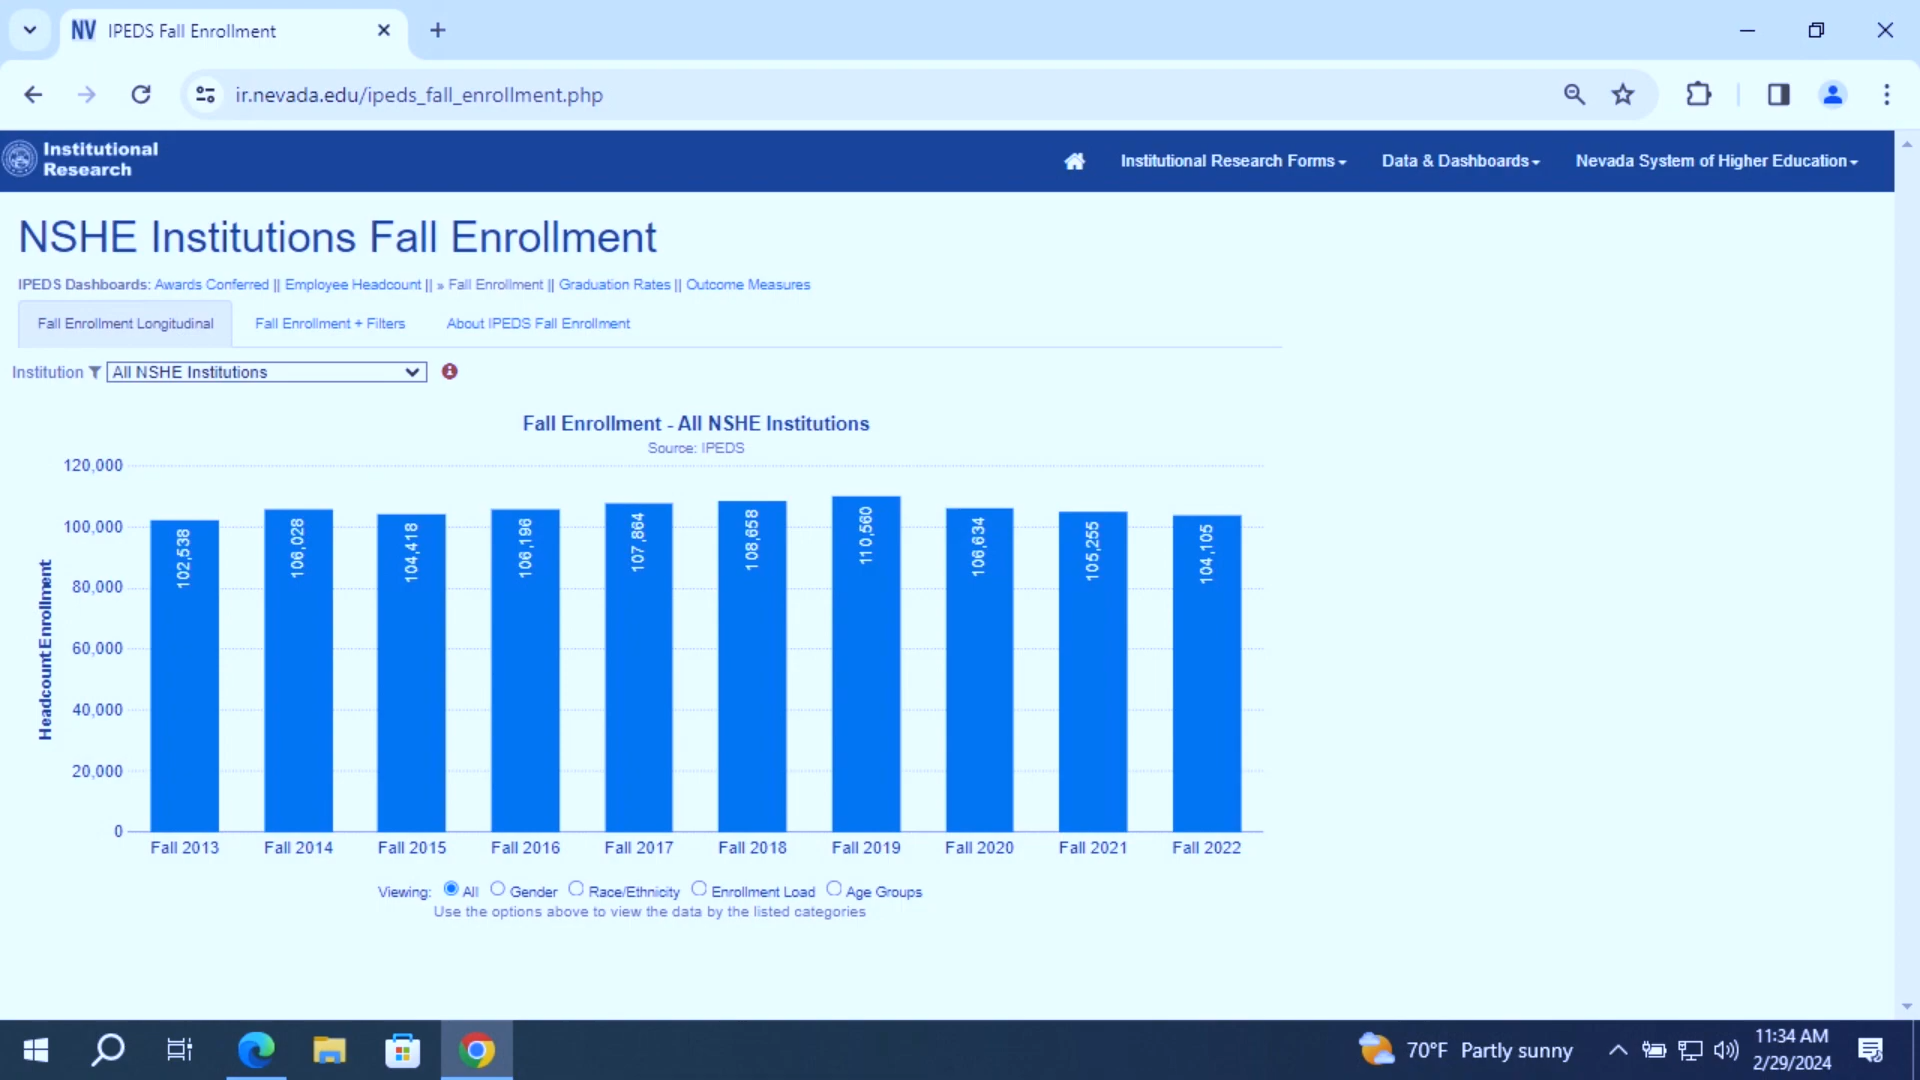 NV IPEDS Fall Enrollment
ir.nevada.edu/ipeds_fall_enrollment.php
Institutional
Research
Institutional Research Forms
Data & Dashboards
Nevada System of Higher Education
NSHE Institutions Fall Enrollment
IPEDS Dashboards: Awards Conferred || Employee Headcount || » Fall Enrollment || Graduation Rates || Outcome Measures
Fall Enrollment Longitudinal
Fall Enrollment + Filters
About IPEDS Fall Enrollment
Institution All NSHE Institutions
Fall Enrollment - All NSHE Institutions
Source: IPEDS
Headcount Enrollment
120,000
100,000
80,000
60,000
40,000
20,000
0
102,538
106,028
104,418
106,196
107,864
108,658
110,560
106,634
105,255
104,105
Fall 2013
Fall 2014
Fall 2015
Fall 2016
Fall 2017
Fall 2018
Fall 2019
Fall 2020
Fall 2021
Fall 2022
Viewing: All Gender Race/Ethnicity Enrollment Load Age Groups
Use the options above to view the data by the listed categories
70°F Partly sunny
11:34 AM
2/29/2024